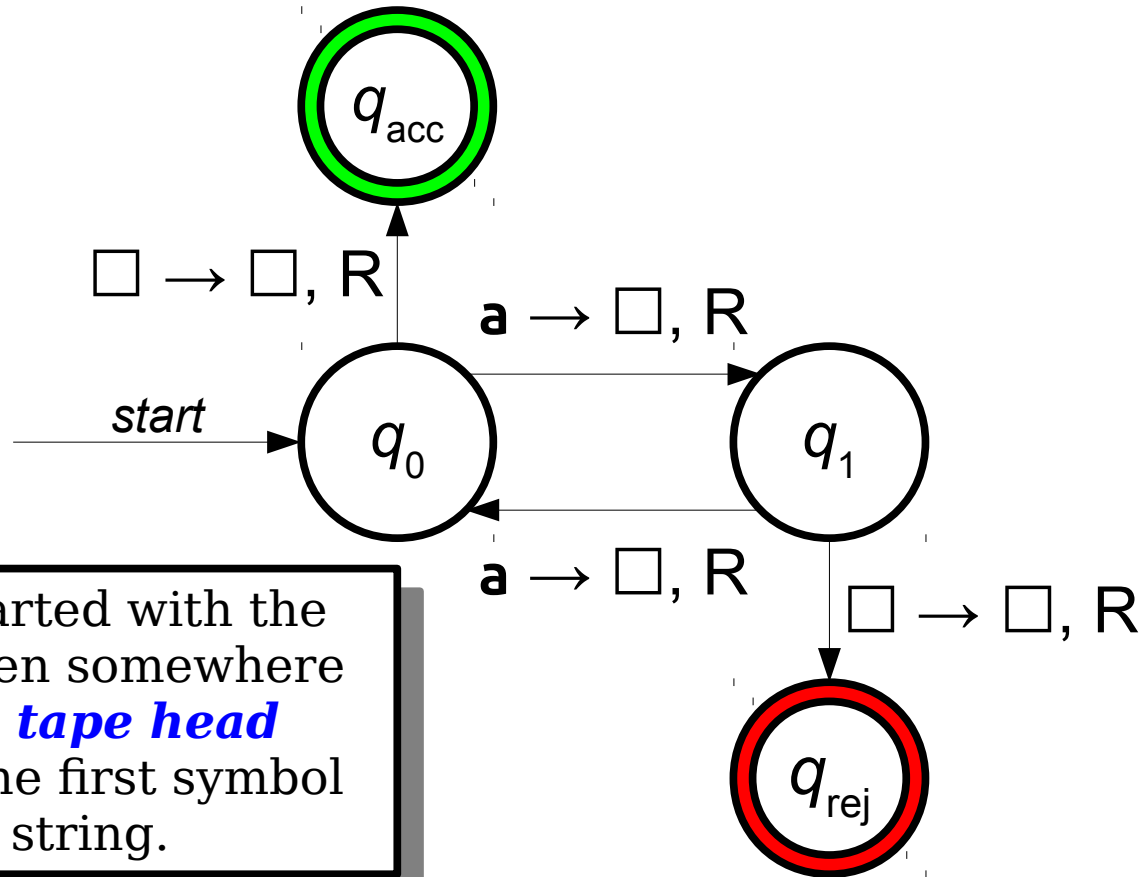 q_acc
□ → □, R
a → □, R
start
q_0
q_1
a → □, R
□ → □, R
arted with the
en somewhere
tape head
he first symbol
string.
q_rej